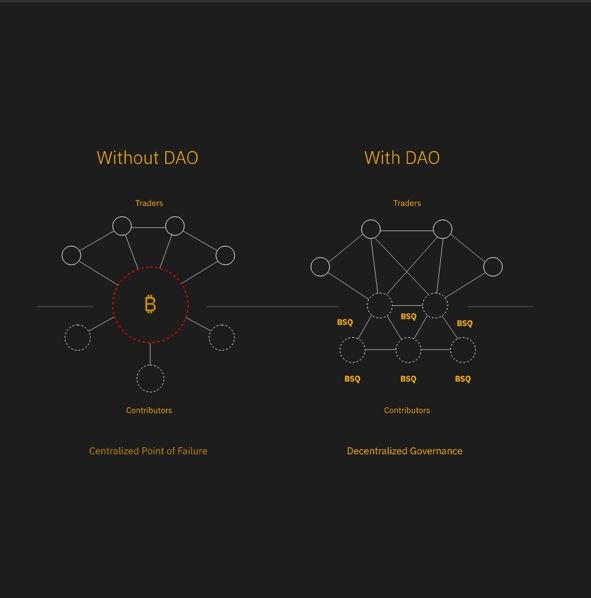 Without DAO
Traders
₿
Contributors
Centralized Point of Failure
With DAO
Traders
BSQ
BSQ
BSQ
BSQ
BSQ
BSQ
Contributors
Decentralized Governance